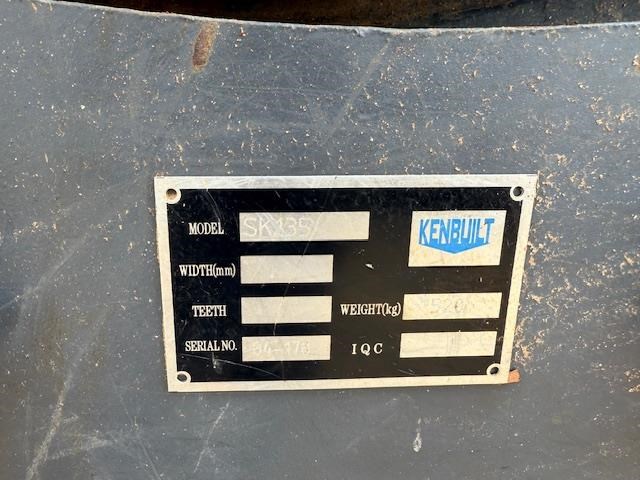 MODEL SK135
KENBUILT
WIDTH(mm)
TEETH WEIGHT(kg) 520
SERIAL NO. IQC